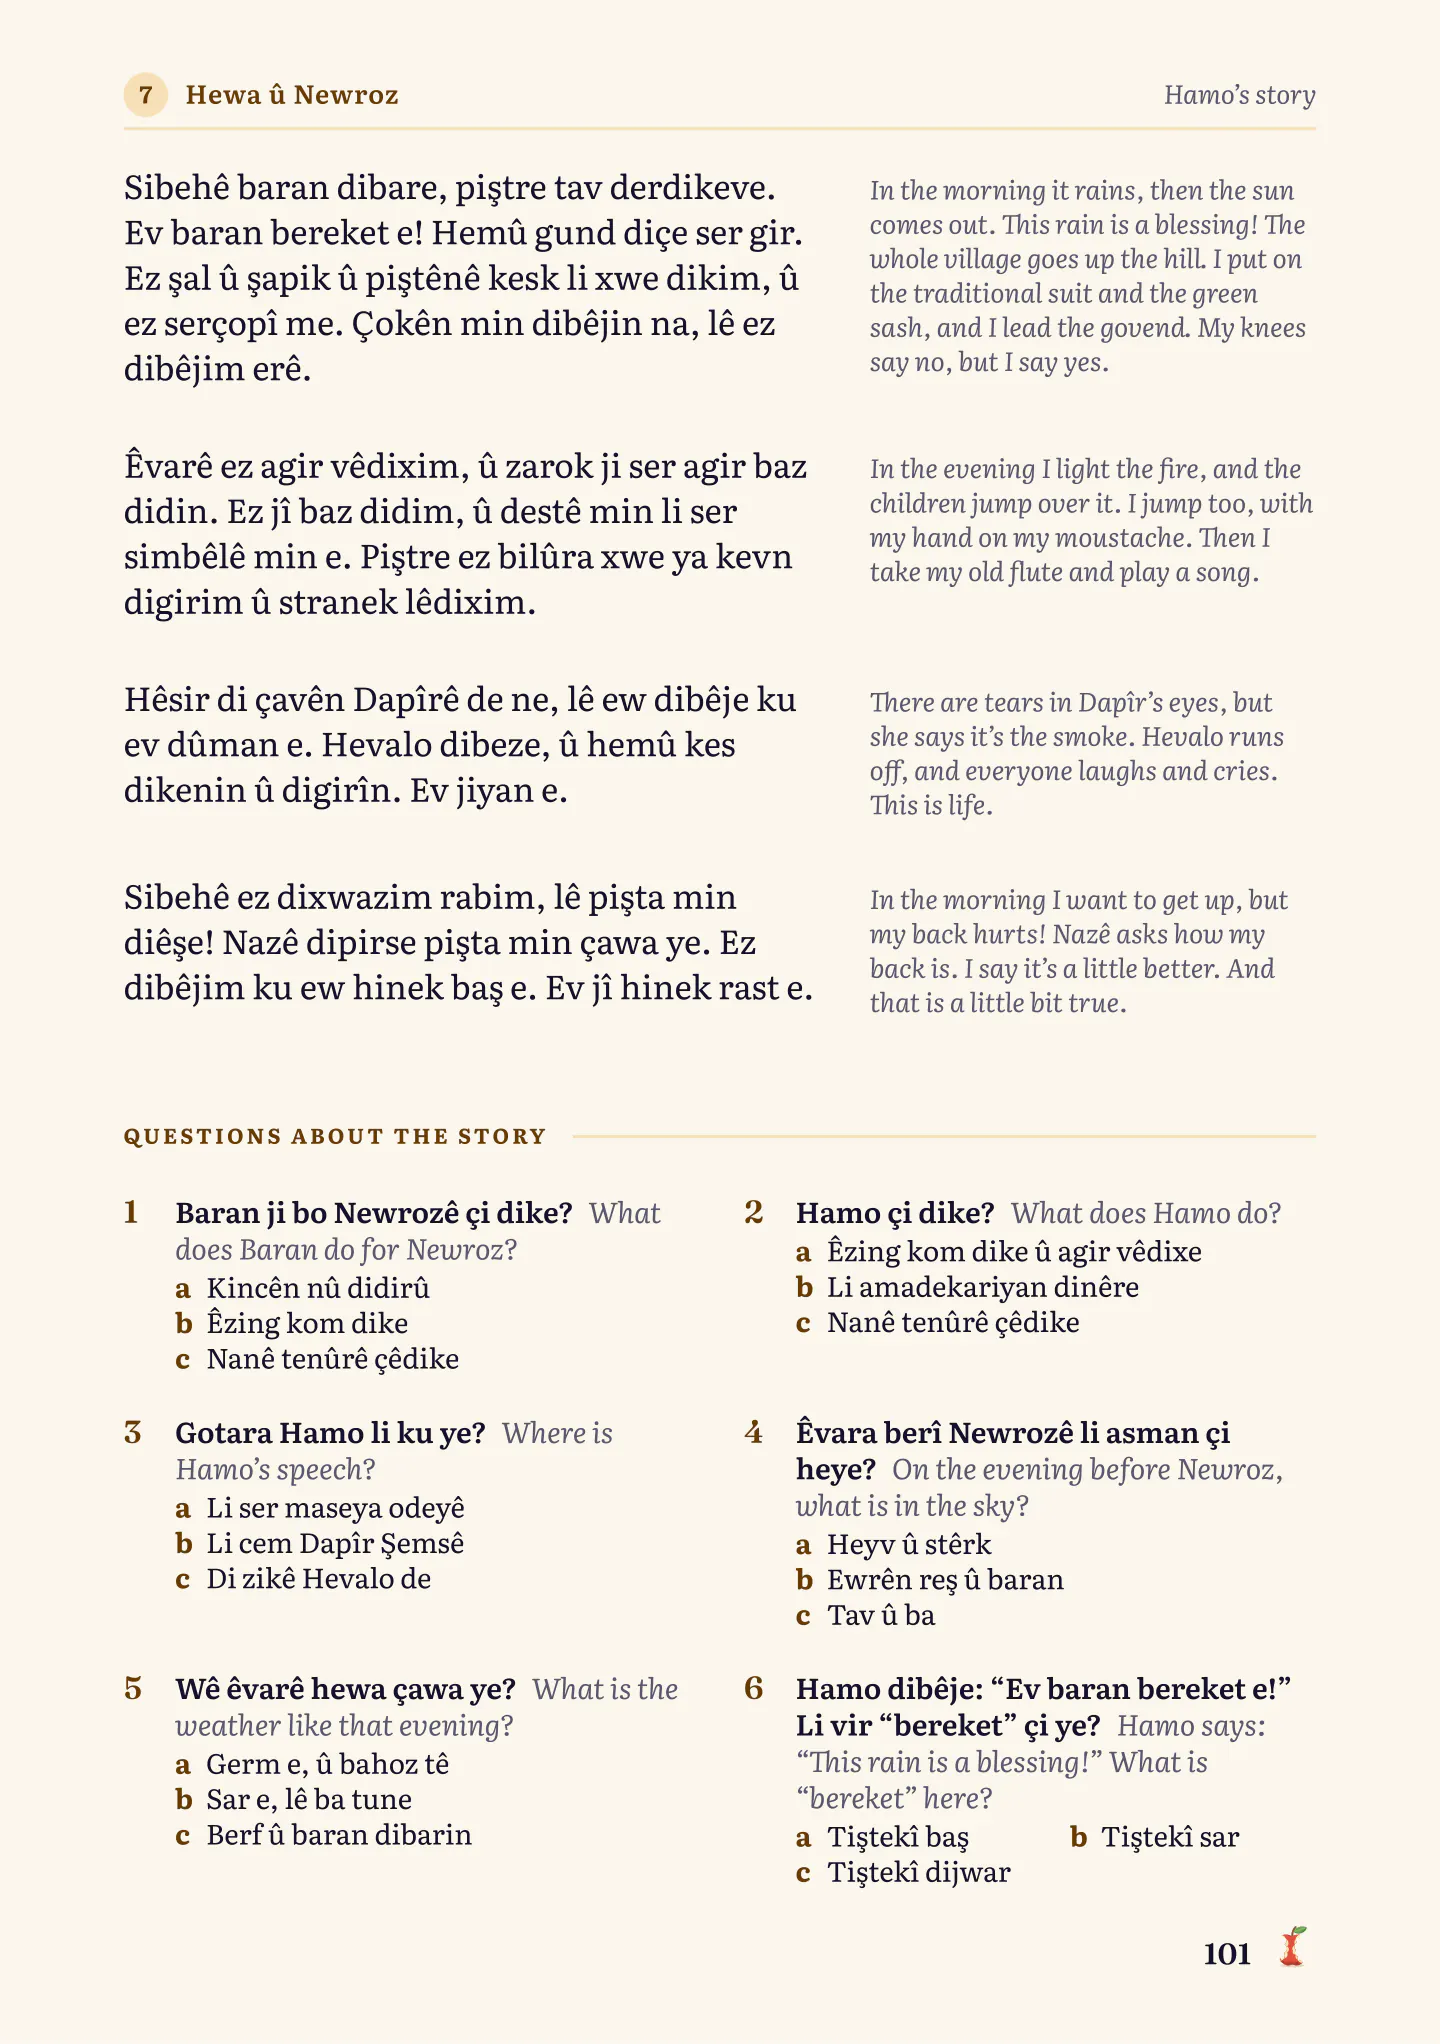 7 Hewa û Newroz
Hamo’s story
Sibehê baran dibare, piştre tav derdikeve.
Ev baran bereket e! Hemû gund diçe ser gir.
Ez şal û şapik û piştênê kesk li xwe dikim, û
ez serçopî me. Çokên min dibêjin na, lê ez
dibêjim erê.
In the morning it rains, then the sun
comes out. This rain is a blessing! The
whole village goes up the hill. I put on
the traditional suit and the green
sash, and I lead the govend. My knees
say no, but I say yes.
Êvarê ez agir vêdixim, û zarok ji ser agir baz
didin. Ez jî baz didim, û destê min li ser
simbêlê min e. Piştre ez bilûra xwe ya kevn
digirim û stranek lêdixim.
In the evening I light the fire, and the
children jump over it. I jump too, with
my hand on my moustache. Then I
take my old flute and play a song.
Hêsir di çavên Dapîrê de ne, lê ew dibêje ku
ev dûman e. Hevalo dibeze, û hemû kes
dikenin û digirîn. Ev jiyan e.
There are tears in Dapîr’s eyes, but
she says it’s the smoke. Hevalo runs
off, and everyone laughs and cries.
This is life.
Sibehê ez dixwazim rabim, lê pişta min
diêşe! Nazê dipirse pişta min çawa ye. Ez
dibêjim ku ew hinek baş e. Ev jî hinek rast e.
In the morning I want to get up, but
my back hurts! Nazê asks how my
back is. I say it’s a little better. And
that is a little bit true.
QUESTIONS ABOUT THE STORY
1 Baran ji bo Newrozê çi dike? What
does Baran do for Newroz?
a Kincên nû didirû
b Êzing kom dike
c Nanê tenûrê çêdike
2 Hamo çi dike? What does Hamo do?
a Êzing kom dike û agir vêdixe
b Li amadekariyan dinêre
c Nanê tenûrê çêdike
3 Gotara Hamo li ku ye? Where is
Hamo’s speech?
a Li ser maseya odeyê
b Li cem Dapîr Şemsê
c Di zikê Hevalo de
4 Êvara berî Newrozê li asman çi
heye? On the evening before Newroz,
what is in the sky?
a Heyv û stêrk
b Ewrên reş û baran
c Tav û ba
5 Wê êvarê hewa çawa ye? What is the
weather like that evening?
a Germ e, û bahoz tê
b Sar e, lê ba tune
c Berf û baran dibarin
6 Hamo dibêje: “Ev baran bereket e!”
Li vir “bereket” çi ye? Hamo says:
“This rain is a blessing!” What is
“bereket” here?
a Tiştekî baş b Tiştekî sar
c Tiştekî dijwar
101